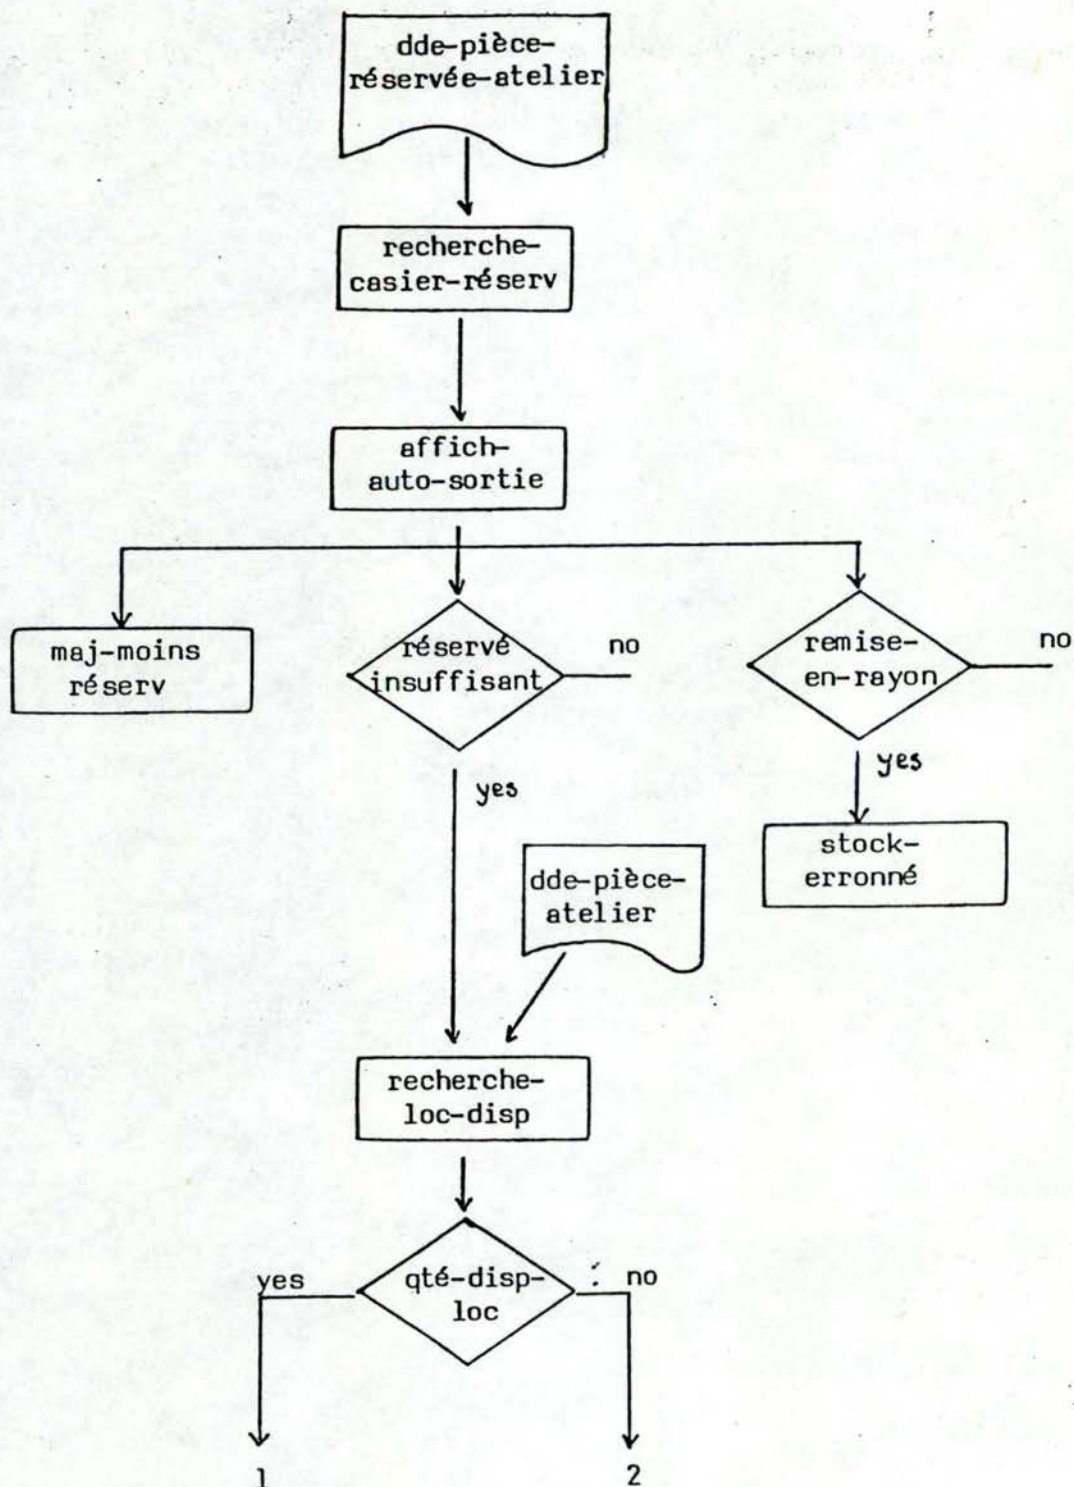 dde-pièce-
réservée-atelier
recherche-
casier-réserv
affich-
auto-sortie
maj-moins
réserv
réservé
insuffisant
no
remise-
en-rayon
no
yes
yes
stock-
erronné
dde-pièce-
atelier
recherche-
loc-disp
yes
qté-disp-
loc
no
1
2